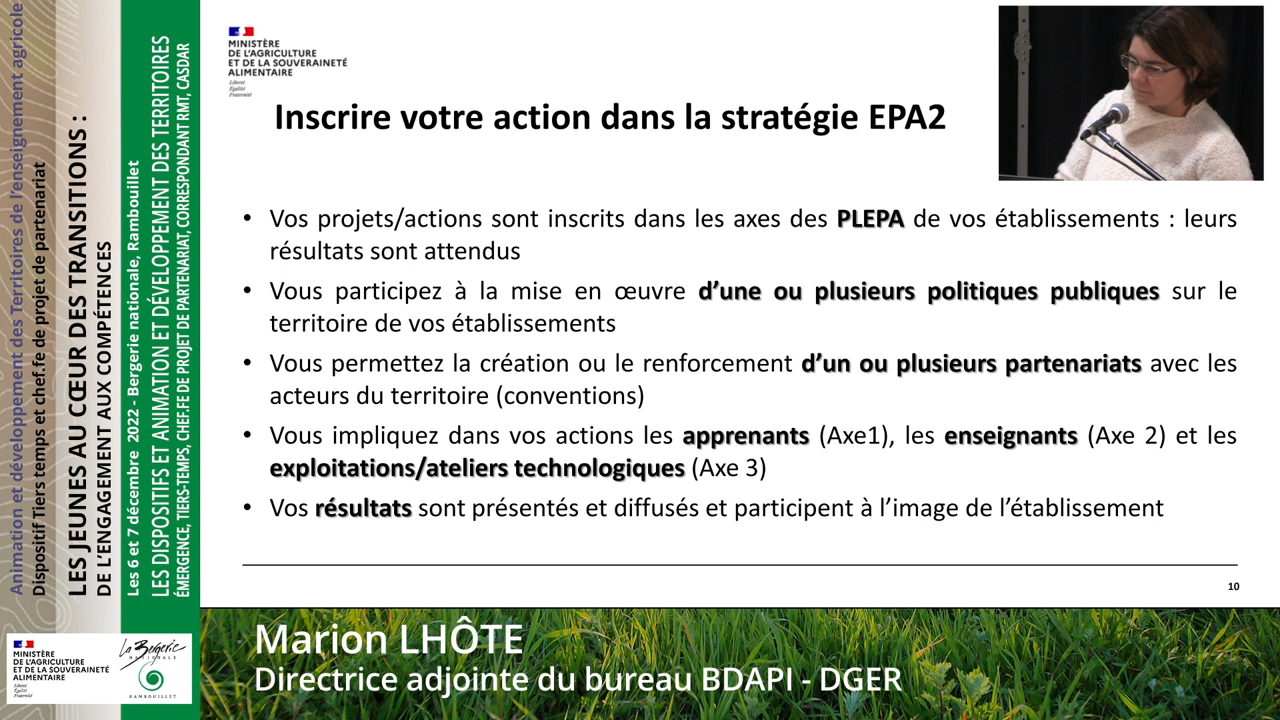 Animation et développement des Territoires de l'enseignement agricole
Dispositif Tiers temps et chef.fe de projet de partenariat
LES JEUNES AU CŒUR DES TRANSITIONS :
DE L'ENGAGEMENT AUX COMPÉTENCES
Les 6 et 7 décembre 2022 - Bergerie nationale, Rambouillet
LES DISPOSITIFS ET ANIMATION ET DÉVELOPPEMENT DES TERRITOIRES
ÉMERGENCE, TIERS-TEMPS, CHEF.FE DE PROJET DE PARTENARIAT, CORRESPONDANT RMT, CASDAR
MINISTÈRE
DE L'AGRICULTURE
ET DE LA SOUVERAINETÉ
ALIMENTAIRE
Liberté
Égalité
Fraternité
Inscrire votre action dans la stratégie EPA2
• Vos projets/actions sont inscrits dans les axes des PLEPA de vos établissements : leurs
résultats sont attendus
• Vous participez à la mise en œuvre d'une ou plusieurs politiques publiques sur le
territoire de vos établissements
• Vous permettez la création ou le renforcement d'un ou plusieurs partenariats avec les
acteurs du territoire (conventions)
• Vous impliquez dans vos actions les apprenants (Axe1), les enseignants (Axe 2) et les
exploitations/ateliers technologiques (Axe 3)
• Vos résultats sont présentés et diffusés et participent à l'image de l'établissement
10
MINISTÈRE
DE L'AGRICULTURE
ET DE LA SOUVERAINETÉ
ALIMENTAIRE
Liberté
Égalité
Fraternité
La Bergerie
NATIONALE
RAMBOUILLET
Marion LHÔTE
Directrice adjointe du bureau BDAPI - DGER